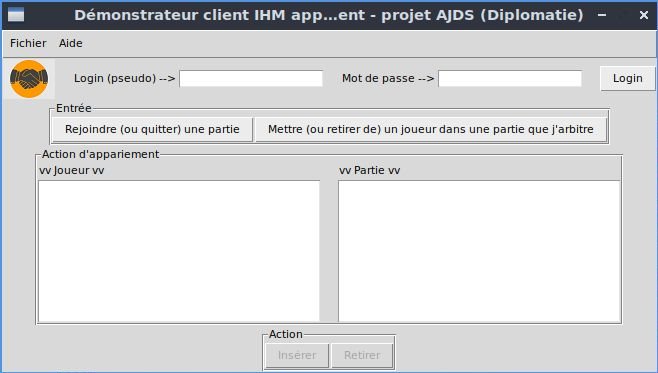 Démonstrateur client IHM app...ent - projet AJDS (Diplomatie)
Fichier Aide
Login (pseudo) --> Mot de passe --> Login
Entrée
Rejoindre (ou quitter) une partie Mettre (ou retirer de) un joueur dans une partie que j'arbitre
Action d'appariement
vv Joueur vv vv Partie vv
Action
Insérer Retirer